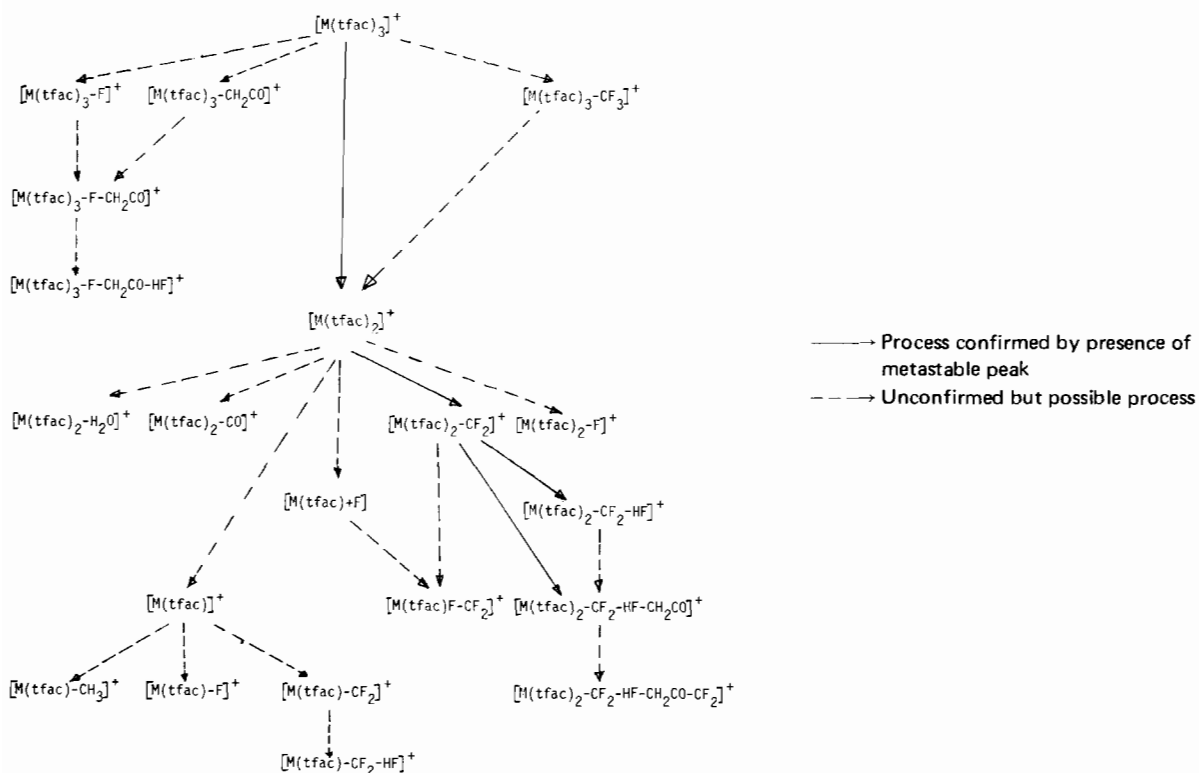 [M(tfac)₃]⁺
[M(tfac)₃-F]⁺ [M(tfac)₃-CH₂CO]⁺ [M(tfac)₃-CF₃]⁺
[M(tfac)₃-F-CH₂CO]⁺
[M(tfac)₃-F-CH₂CO-HF]⁺
[M(tfac)₂]⁺
Process confirmed by presence of
metastable peak
Unconfirmed but possible process
[M(tfac)₂-H₂O]⁺ [M(tfac)₂-CO]⁺ [M(tfac)₂-CF₂]⁺ [M(tfac)₂-F]⁺
[M(tfac)+F]
[M(tfac)₂-CF₂-HF]⁺
[M(tfac)]⁺ [M(tfac)F-CF₂]⁺ [M(tfac)₂-CF₂-HF-CH₂CO]⁺
[M(tfac)-CH₃]⁺ [M(tfac)-F]⁺ [M(tfac)-CF₂]⁺ [M(tfac)₂-CF₂-HF-CH₂CO-CF₂]⁺
[M(tfac)-CF₂-HF]⁺